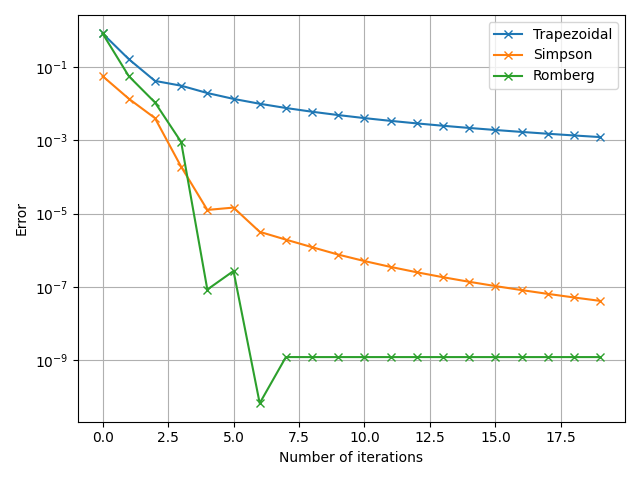 Trapezoidal
Simpson
Romberg
10⁻¹
10⁻³
10⁻⁵
10⁻⁷
10⁻⁹
Error
0.0 2.5 5.0 7.5 10.0 12.5 15.0 17.5
Number of iterations